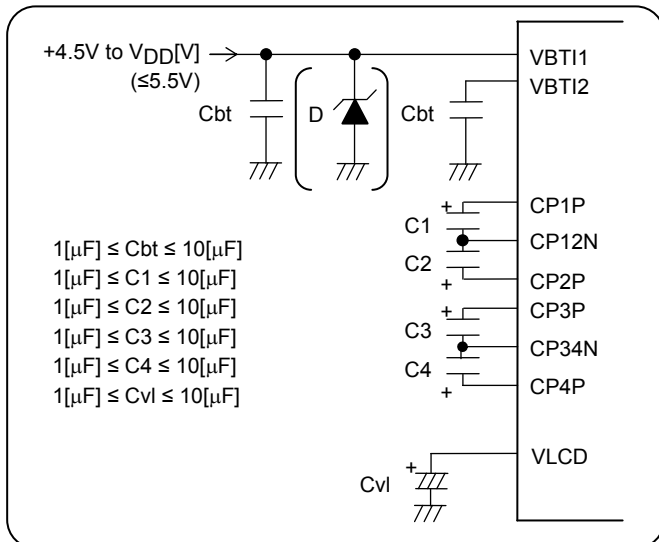 +4.5V to VDD[V]
(≤5.5V)
Cbt
D
Cbt
VBTI1
VBTI2
CP1P
CP12N
CP2P
CP3P
CP34N
CP4P
VLCD
+
C1
C2
+
+
C3
C4
+
+
Cvl
1[μF] ≤ Cbt ≤ 10[μF]
1[μF] ≤ C1 ≤ 10[μF]
1[μF] ≤ C2 ≤ 10[μF]
1[μF] ≤ C3 ≤ 10[μF]
1[μF] ≤ C4 ≤ 10[μF]
1[μF] ≤ Cvl ≤ 10[μF]